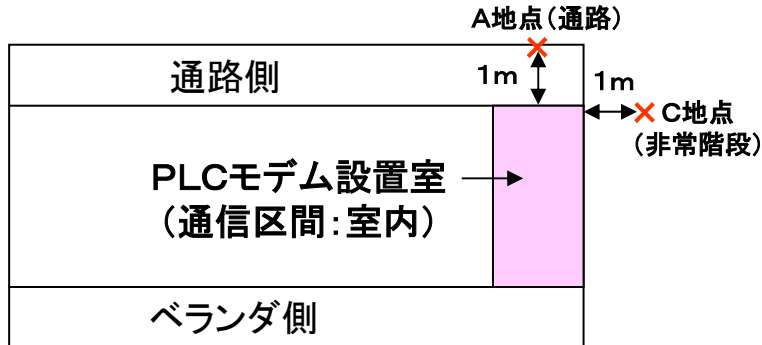 A地点(通路)
通路側
1m
1m
C地点
(非常階段)
PLCモデム設置室
(通信区間:室内)
ベランダ側